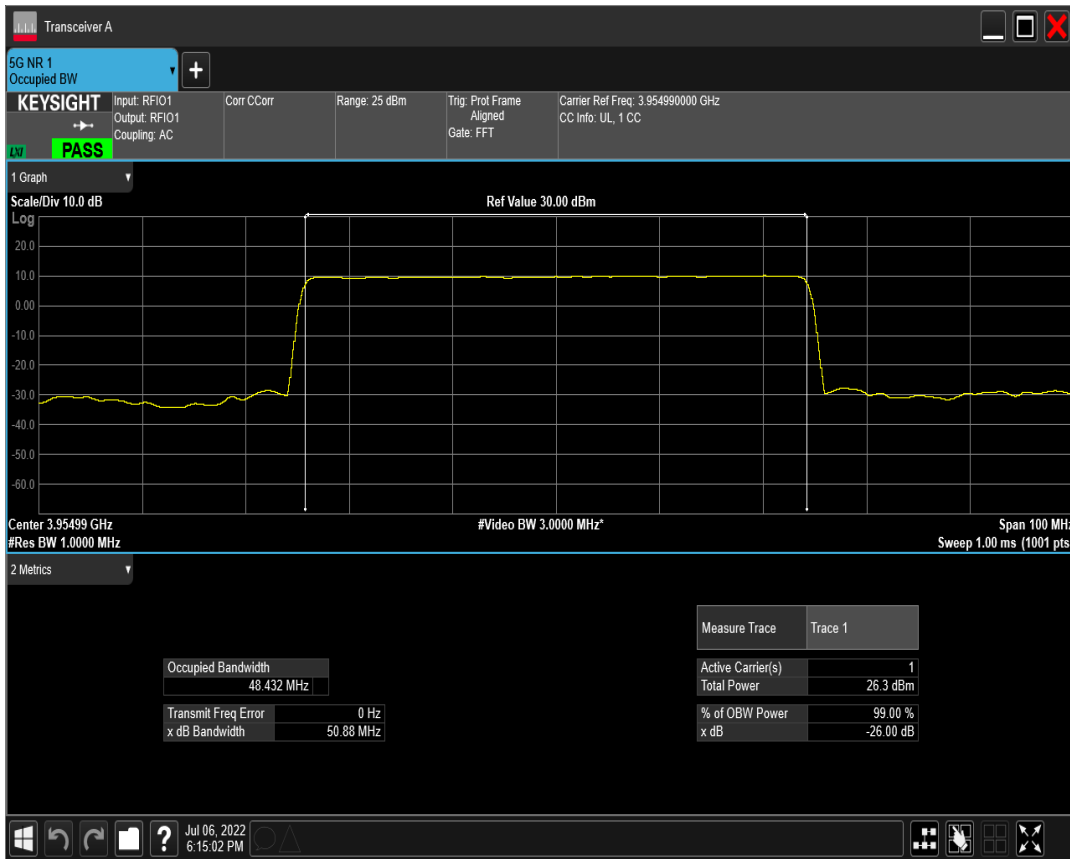 Transceiver A
5G NR 1
Occupied BW
KEYSIGHT
LXI
PASS
Input: RFIO1
Output: RFIO1
Coupling: AC
Corr CCorr
Range: 25 dBm
Trig: Prot Frame
Aligned
Gate: FFT
Carrier Ref Freq: 3.954990000 GHz
CC Info: UL, 1 CC
1 Graph
Scale/Div 10.0 dB
Ref Value 30.00 dBm
Log
20.0
10.0
0.00
-10.0
-20.0
-30.0
-40.0
-50.0
-60.0
Center 3.95499 GHz
#Video BW 3.0000 MHz*
Span 100 MHz
#Res BW 1.0000 MHz
Sweep 1.00 ms (1001 pts
2 Metrics
Measure Trace Trace 1
Occupied Bandwidth
48.432 MHz
Active Carrier(s) 1
Total Power 26.3 dBm
Transmit Freq Error 0 Hz
x dB Bandwidth 50.88 MHz
% of OBW Power 99.00 %
x dB -26.00 dB
?
Jul 06, 2022
6:15:02 PM